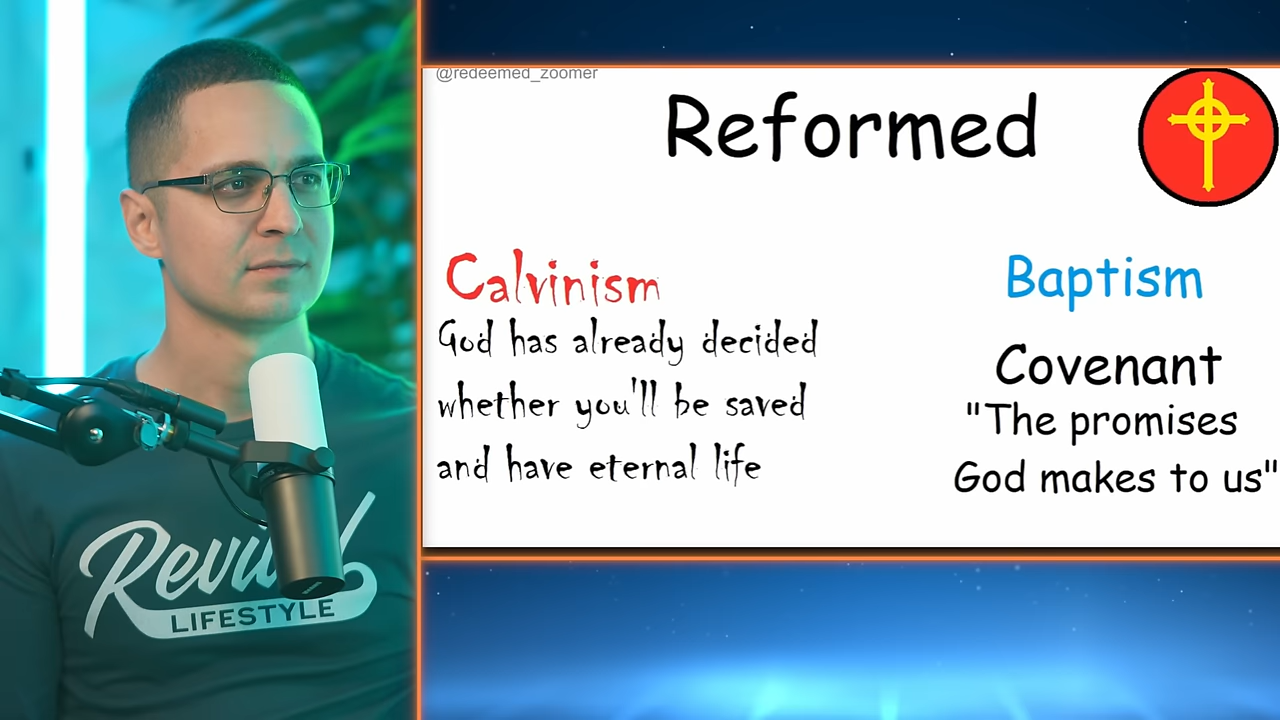 @redeemed_zoomer
Reformed
Calvinism
God has already decided
whether you'll be saved
and have eternal life
Baptism
Covenant
"The promises
God makes to us"
LIFESTYLE